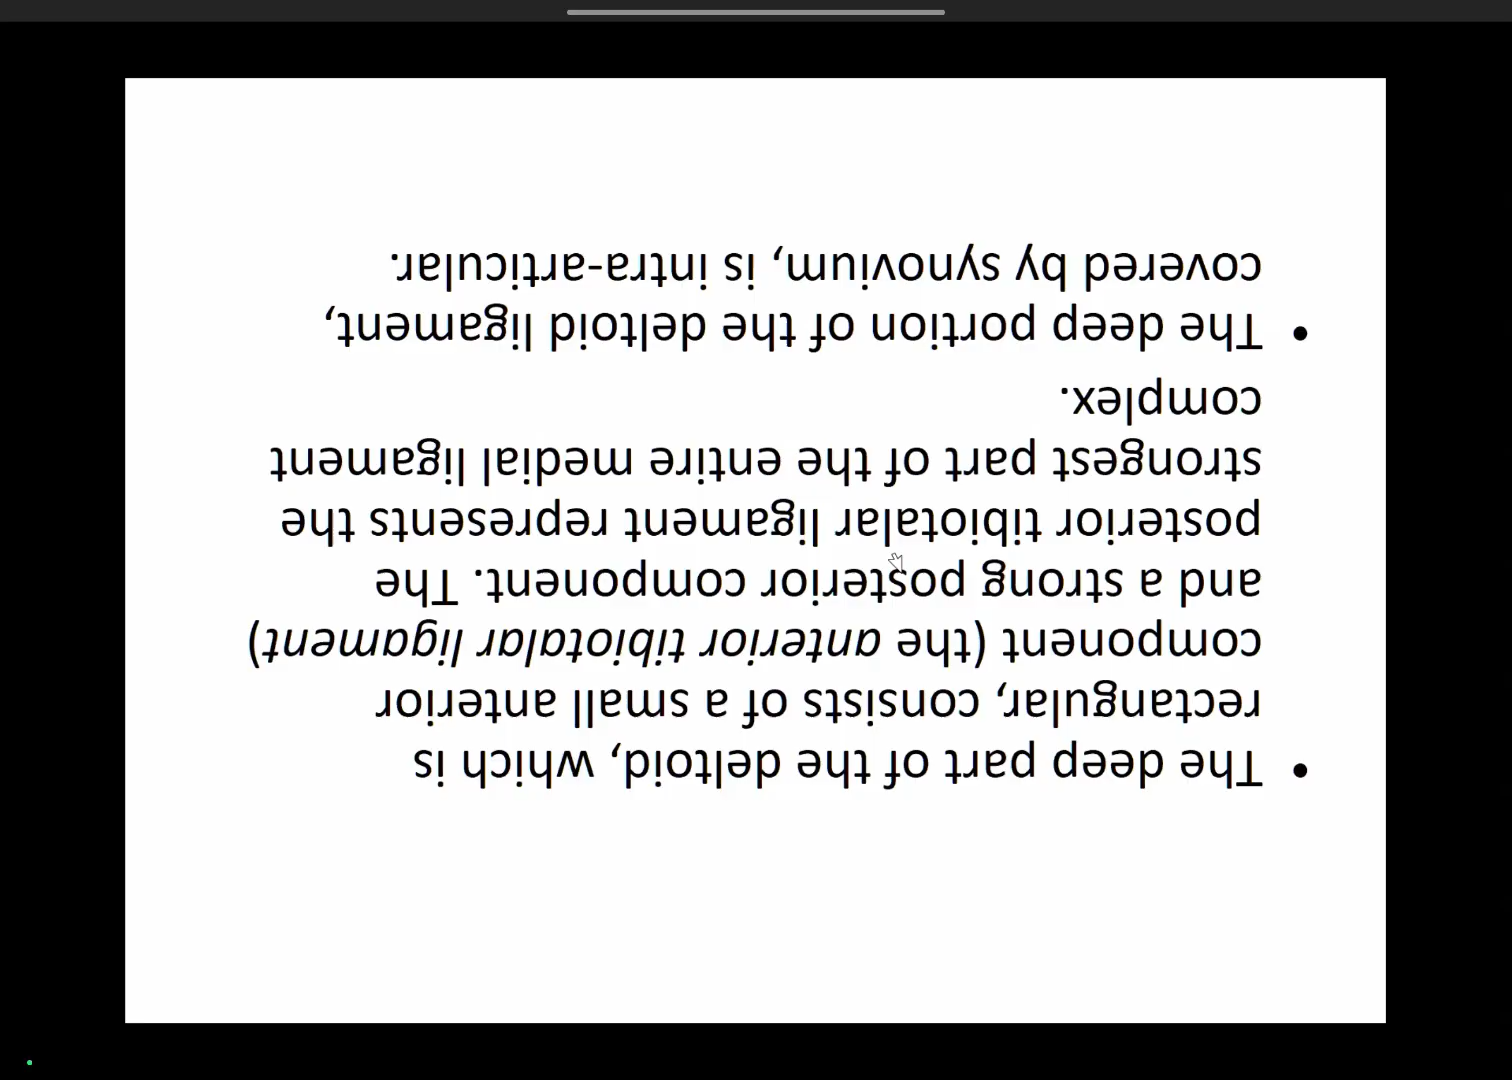 • The deep part of the deltoid, which is
rectangular, consists of a small anterior
component (the anterior tibiotalar ligament)
and a strong posterior component. The
posterior tibiotalar ligament represents the
strongest part of the entire medial ligament
complex.
• The deep portion of the deltoid ligament,
covered by synovium, is intra-articular.